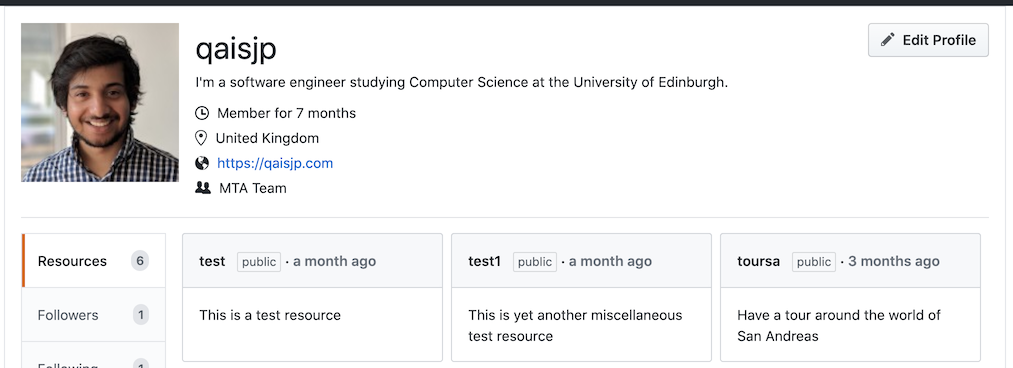 qaisjp
Edit Profile
I'm a software engineer studying Computer Science at the University of Edinburgh.
Member for 7 months
United Kingdom
https://qaisjp.com
MTA Team
Resources 6
Followers 1
Following 1
test public · a month ago
This is a test resource
test1 public · a month ago
This is yet another miscellaneous
test resource
toursa public · 3 months ago
Have a tour around the world of
San Andreas